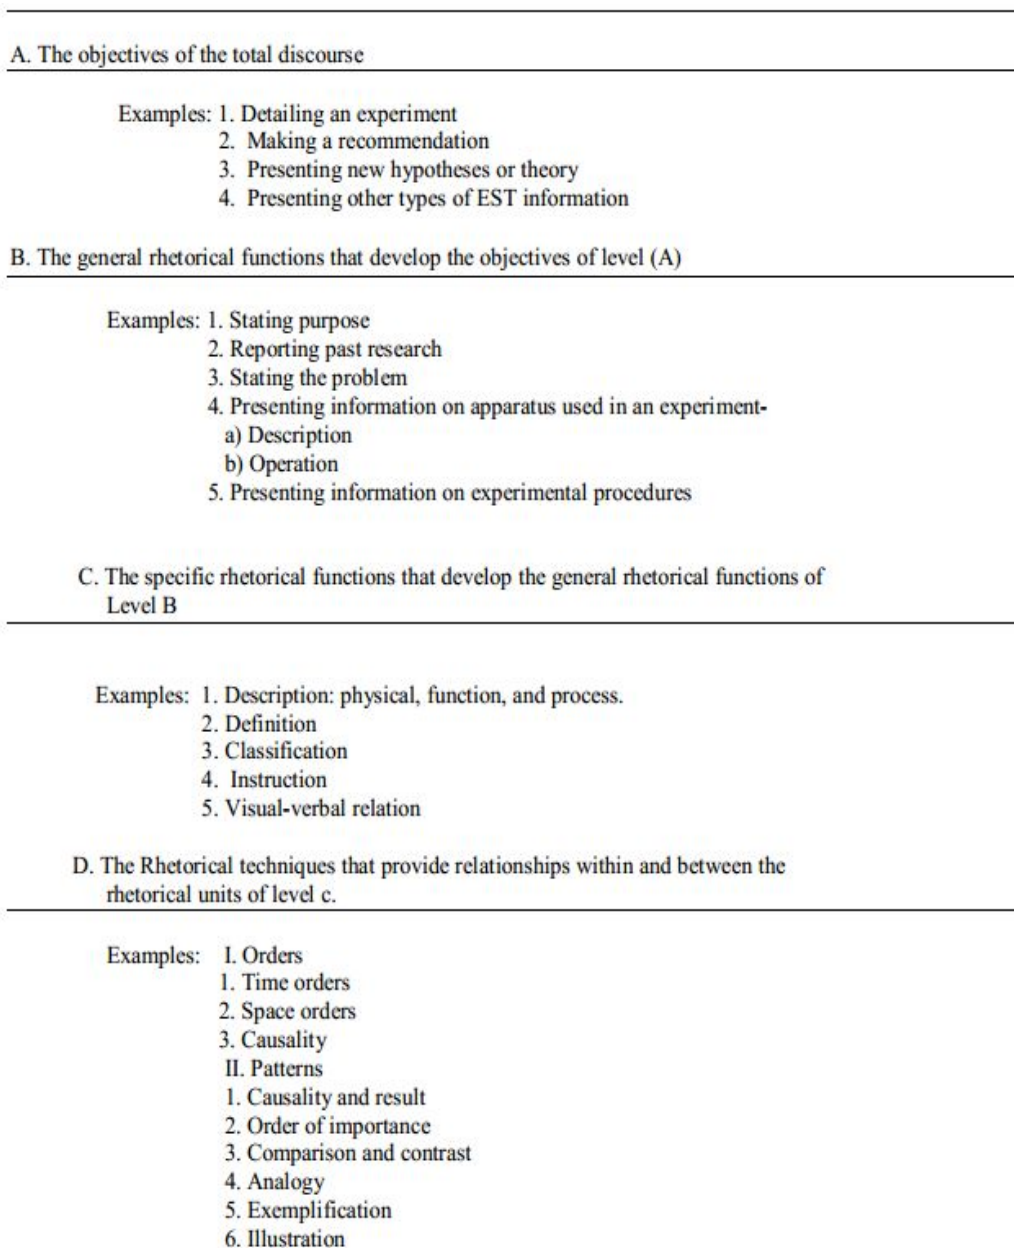 A. The objectives of the total discourse
Examples: 1. Detailing an experiment
2. Making a recommendation
3. Presenting new hypotheses or theory
4. Presenting other types of EST information
B. The general rhetorical functions that develop the objectives of level (A)
Examples: 1. Stating purpose
2. Reporting past research
3. Stating the problem
4. Presenting information on apparatus used in an experiment-
a) Description
b) Operation
5. Presenting information on experimental procedures
C. The specific rhetorical functions that develop the general rhetorical functions of
Level B
Examples: 1. Description: physical, function, and process.
2. Definition
3. Classification
4. Instruction
5. Visual-verbal relation
D. The Rhetorical techniques that provide relationships within and between the
rhetorical units of level c.
Examples: I. Orders
1. Time orders
2. Space orders
3. Causality
II. Patterns
1. Causality and result
2. Order of importance
3. Comparison and contrast
4. Analogy
5. Exemplification
6. Illustration